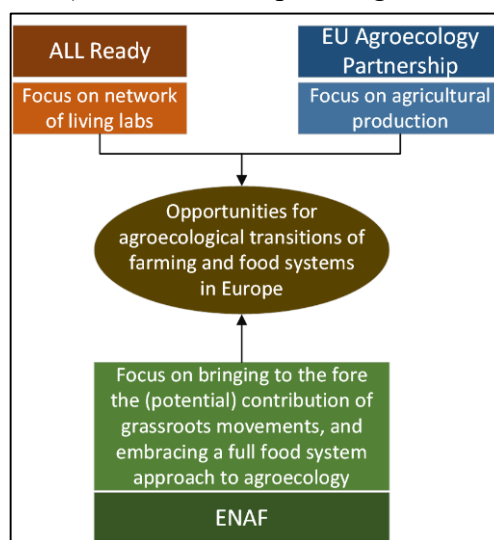 ALL Ready
Focus on network
of living labs
EU Agroecology
Partnership
Focus on agricultural
production
Opportunities for
agroecological transitions of
farming and food systems
in Europe
Focus on bringing to the fore
the (potential) contribution of
grassroots movements, and
embracing a full food system
approach to agroecology
ENAF